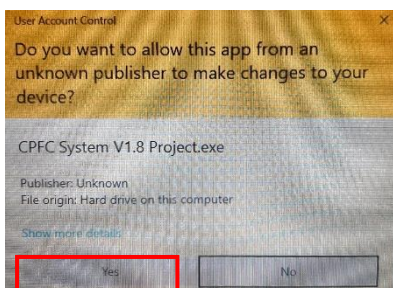 User Account Control
Do you want to allow this app from an
unknown publisher to make changes to your
device?
CPFC System V1.8 Project.exe
Publisher: Unknown
File origin: Hard drive on this computer
Show more details
Yes
No